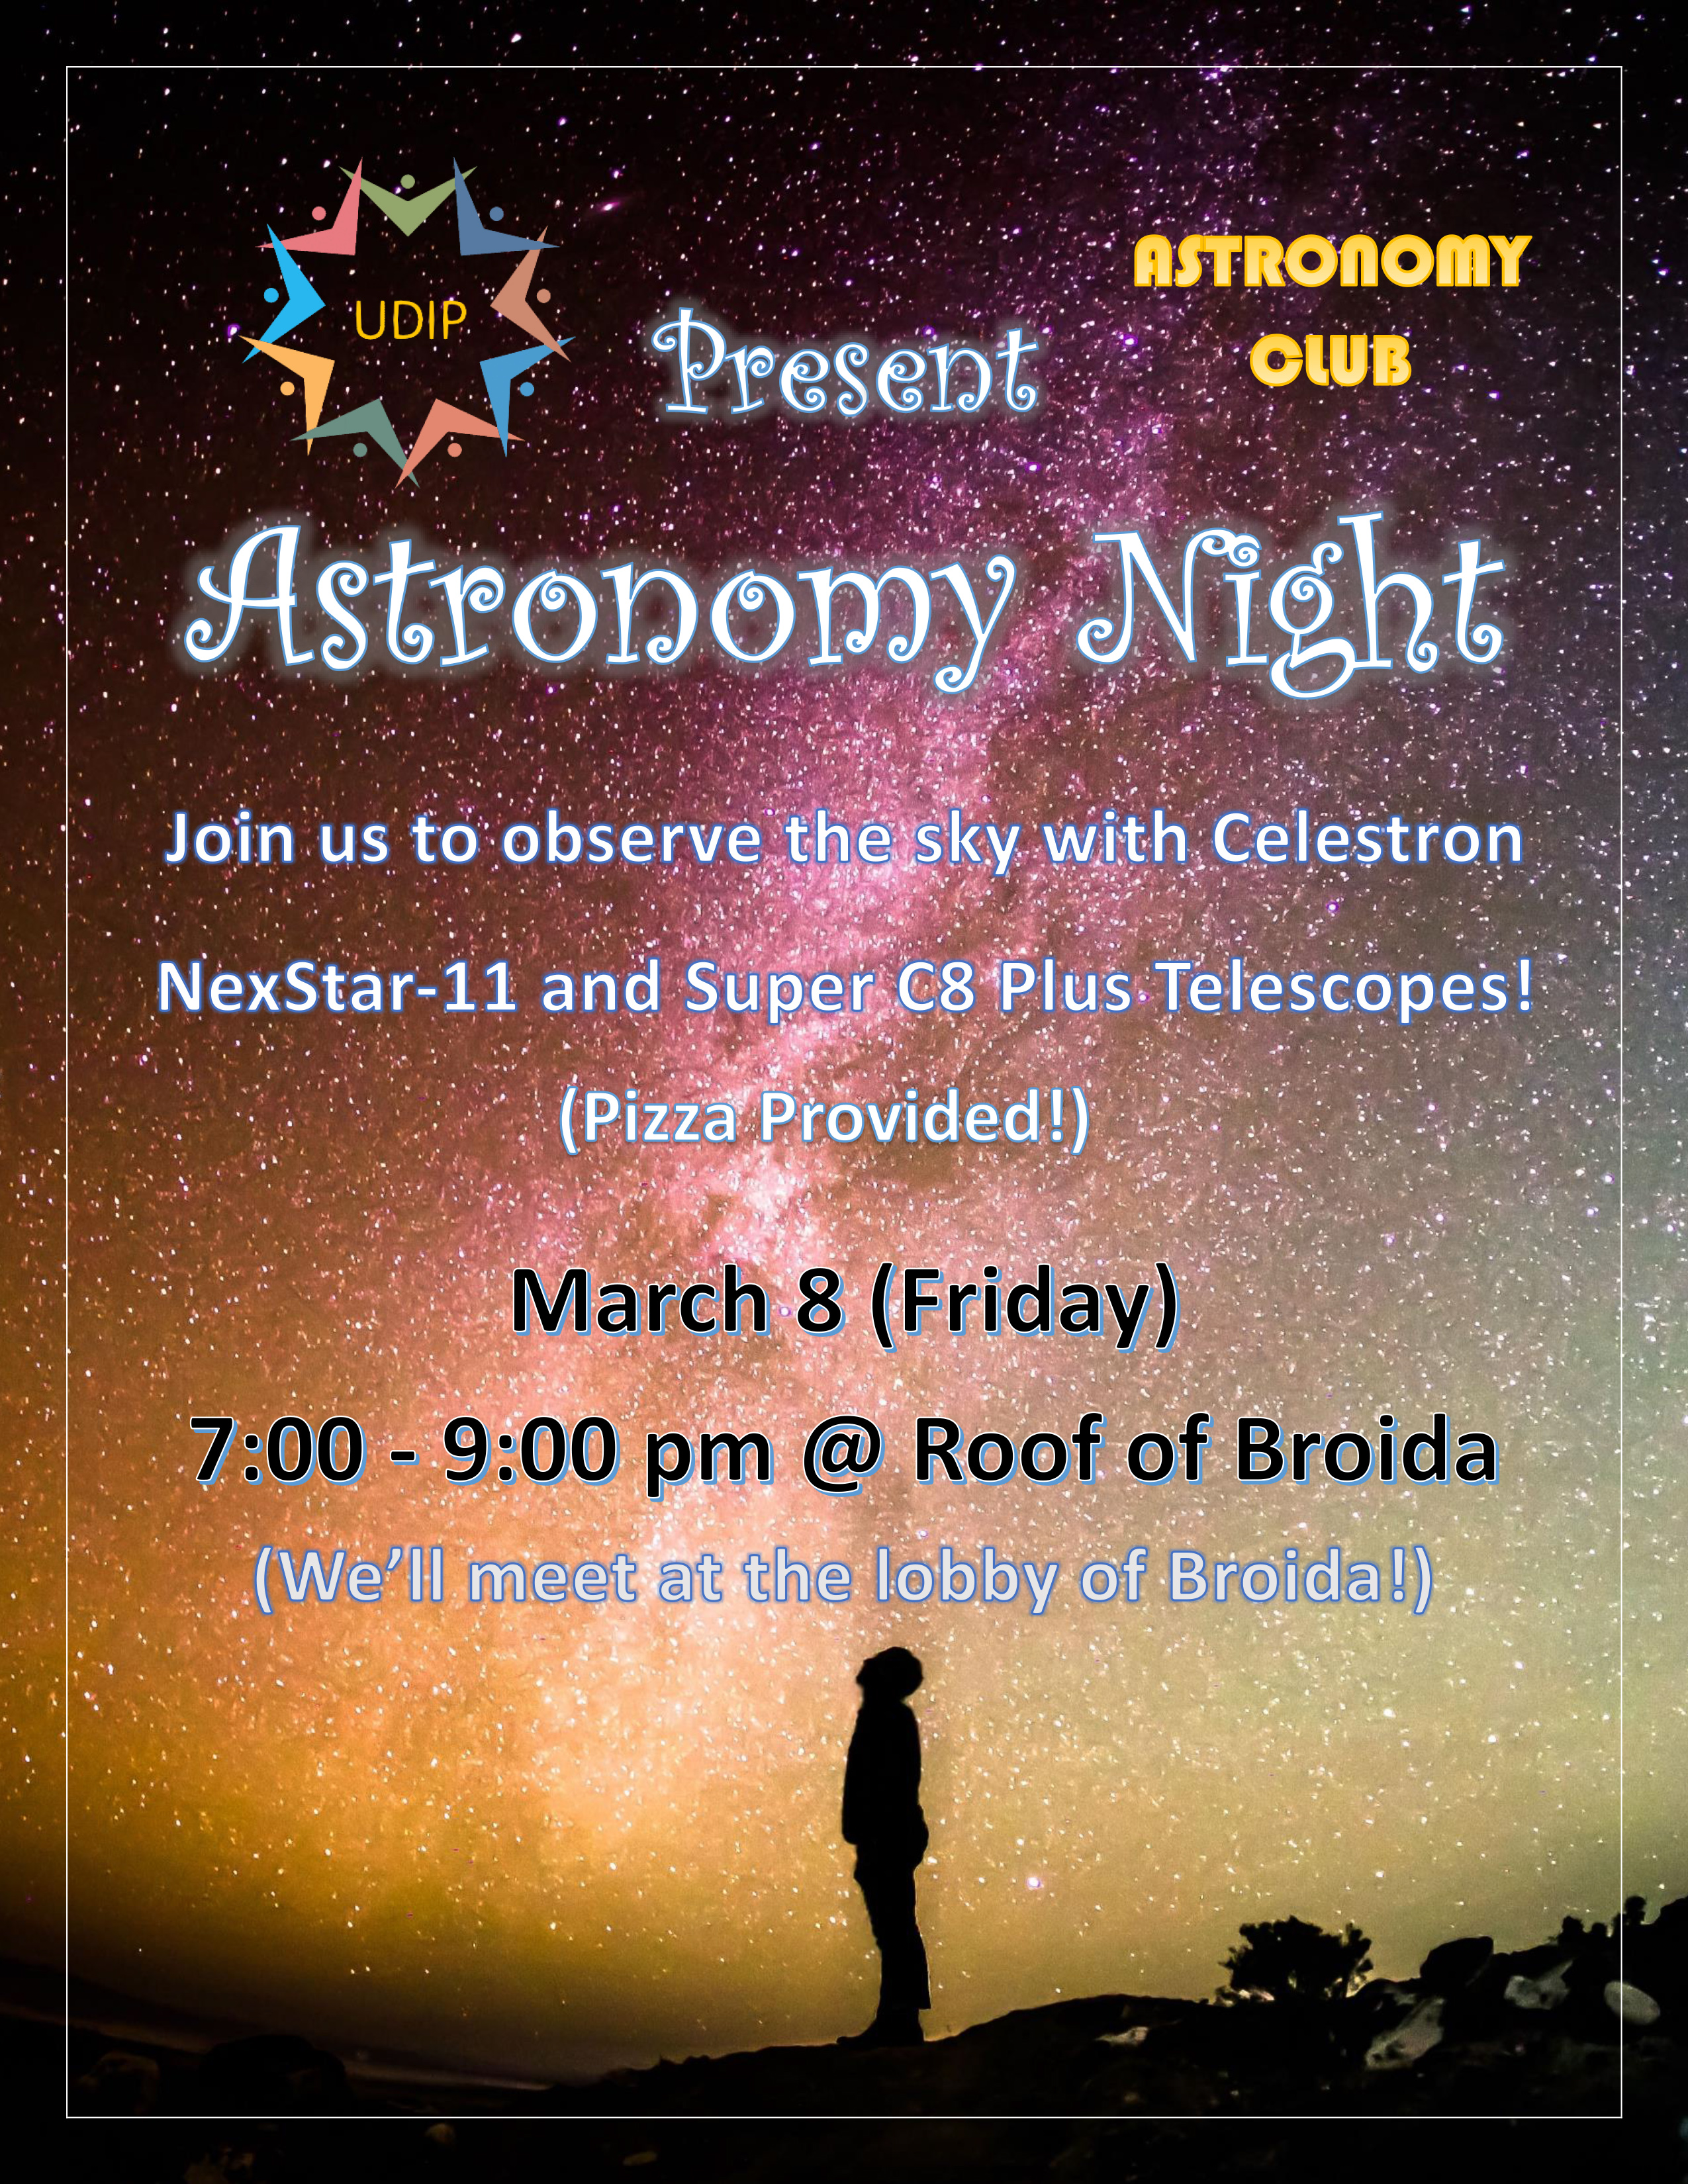 UDIP
Present
ASTRONOMY
CLUB
Astronomy Night
Join us to observe the sky with Celestron
NexStar-11 and Super C8 Plus Telescopes!
(Pizza Provided!)
March 8 (Friday)
7:00 - 9:00 pm @ Roof of Broida
(We’ll meet at the lobby of Broida!)